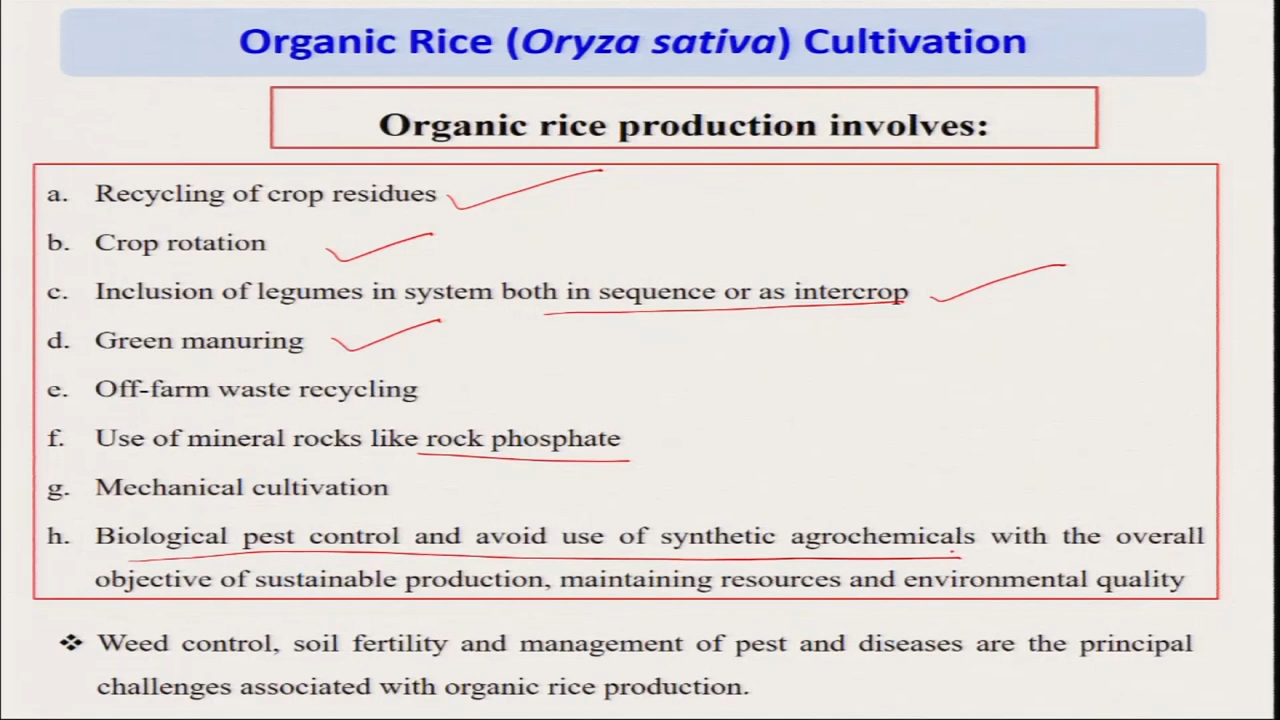 Organic Rice (Oryza sativa) Cultivation
Organic rice production involves:
a. Recycling of crop residues
b. Crop rotation
c. Inclusion of legumes in system both in sequence or as intercrop
d. Green manuring
e. Off-farm waste recycling
f. Use of mineral rocks like rock phosphate
g. Mechanical cultivation
h. Biological pest control and avoid use of synthetic agrochemicals with the overall
objective of sustainable production, maintaining resources and environmental quality
❖ Weed control, soil fertility and management of pest and diseases are the principal
challenges associated with organic rice production.